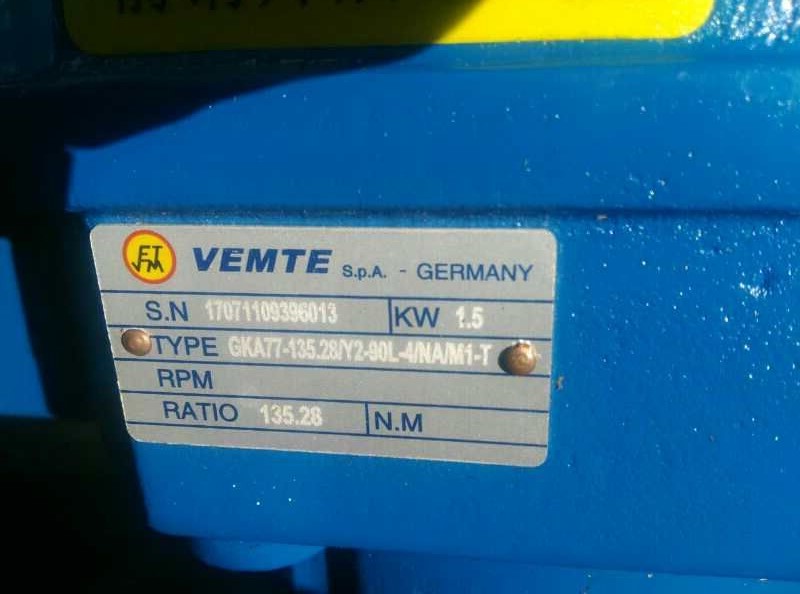 VEMTE S.p.A. - GERMANY
S.N 17071109396013 KW 1.5
TYPE GKA77-135.28/Y2-90L-4/NA/M1-T
RPM
RATIO 135.28 N.M